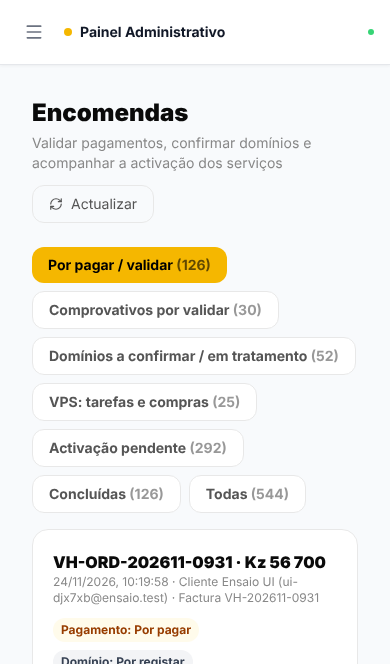 Painel Administrativo
Encomendas
Validar pagamentos, confirmar domínios e
acompanhar a activação dos serviços
Actualizar
Por pagar / validar (126)
Comprovativos por validar (30)
Domínios a confirmar / em tratamento (52)
VPS: tarefas e compras (25)
Activação pendente (292)
Concluídas (126)
Todas (544)
VH-ORD-202611-0931 · Kz 56 700
24/11/2026, 10:19:58 · Cliente Ensaio UI (ui-
djx7xb@ensaio.test) · Factura VH-202611-0931
Pagamento: Por pagar
Domínio: Por registar